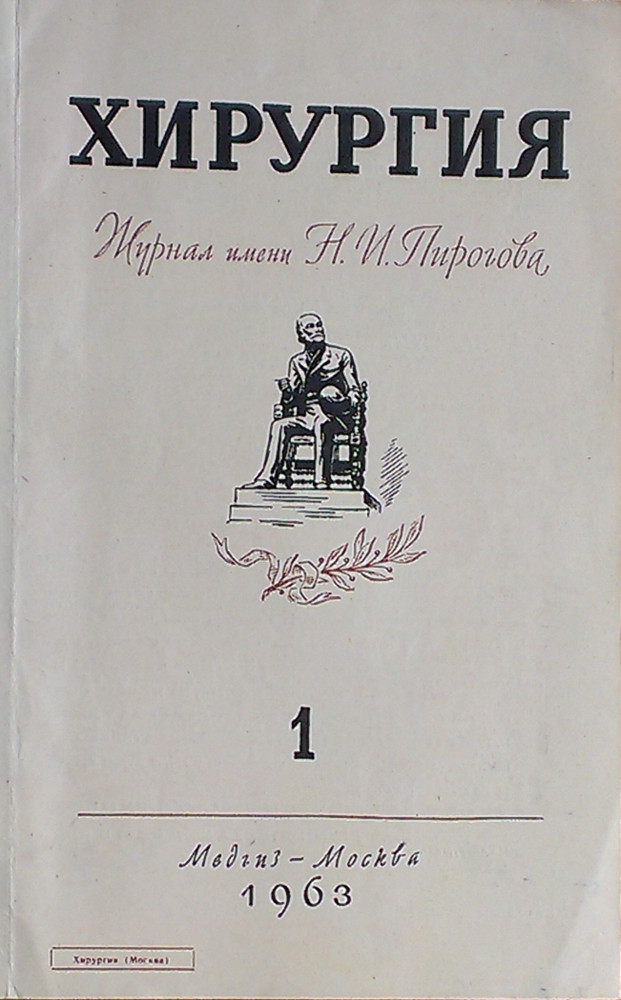 ХИРУРГИЯ
Журнал имени Н. И. Пирогова
1
Медгиз – Москва
1963
Хирургия (Москва)